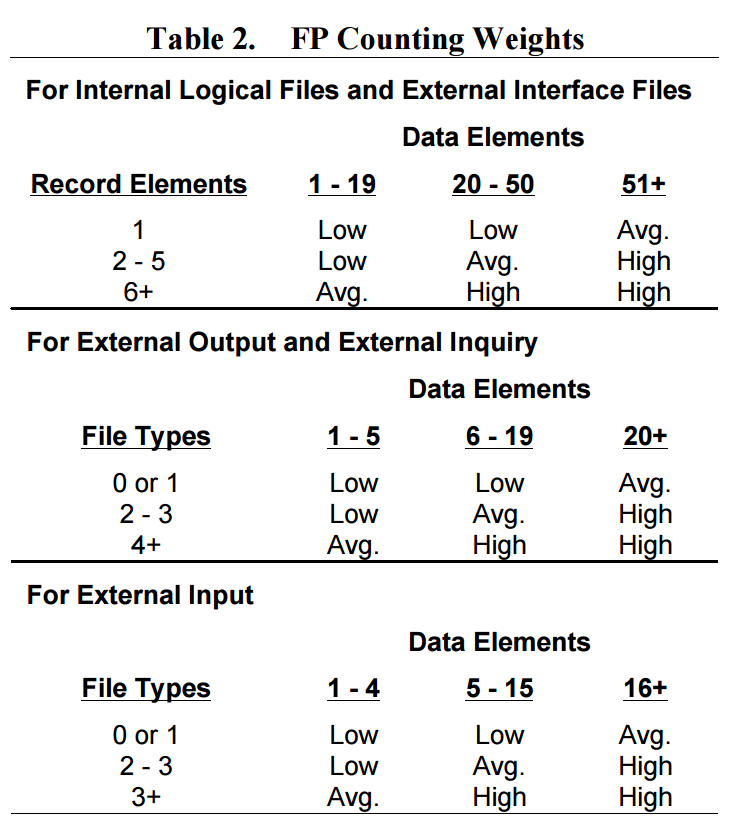 Table 2. FP Counting Weights
For Internal Logical Files and External Interface Files
Data Elements
Record Elements 1 - 19 20 - 50 51+
1 Low Low Avg.
2 - 5 Low Avg. High
6+ Avg. High High
For External Output and External Inquiry
Data Elements
File Types 1 - 5 6 - 19 20+
0 or 1 Low Low Avg.
2 - 3 Low Avg. High
4+ Avg. High High
For External Input
Data Elements
File Types 1 - 4 5 - 15 16+
0 or 1 Low Low Avg.
2 - 3 Low Avg. High
3+ Avg. High High